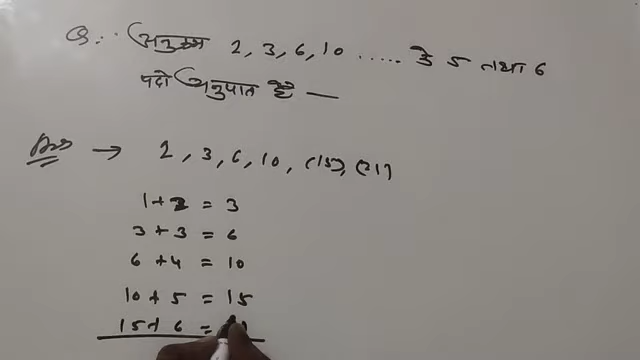 Q:- अनुक्रम 2, 3, 6, 10 ..... के 5 तथा 6
पदो अनुपात है —
Ans → 2, 3, 6, 10, (15), (21)
1 + 2 = 3
3 + 3 = 6
6 + 4 = 10
10 + 5 = 15
15 + 6 =